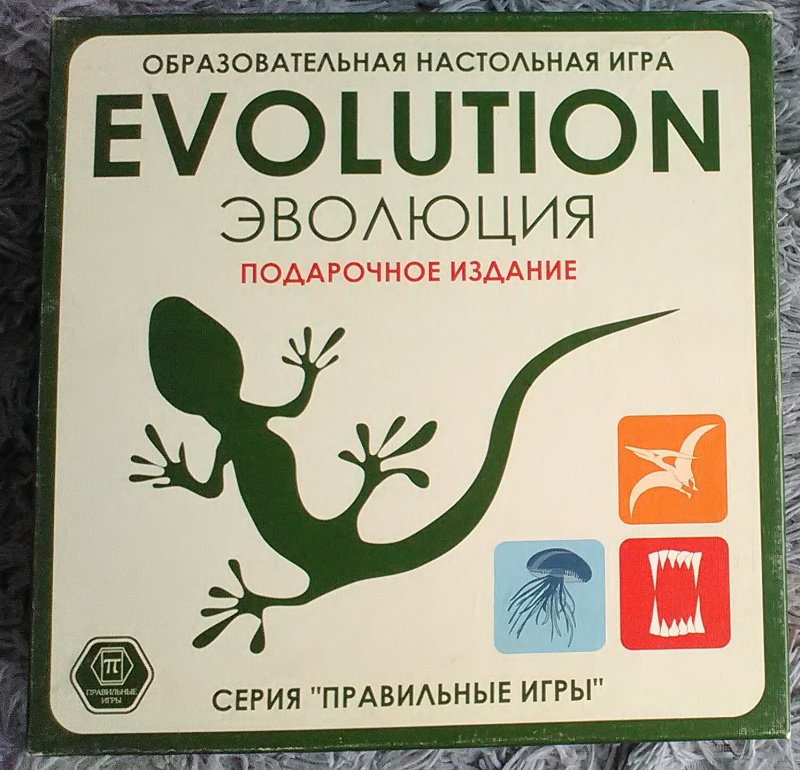 ОБРАЗОВАТЕЛЬНАЯ НАСТОЛЬНАЯ ИГРА
EVOLUTION
ЭВОЛЮЦИЯ
ПОДАРОЧНОЕ ИЗДАНИЕ
π
ПРАВИЛЬНЫЕ
ИГРЫ
СЕРИЯ "ПРАВИЛЬНЫЕ ИГРЫ"